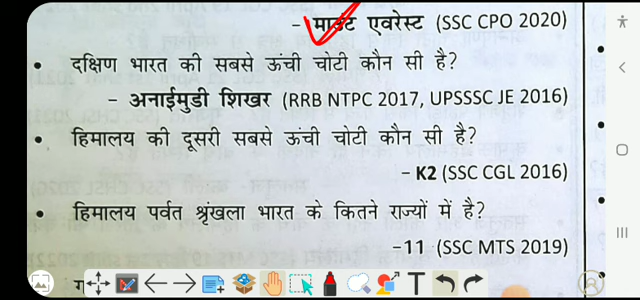 – माउंट एवरेस्ट (SSC CPO 2020)
• दक्षिण भारत की सबसे ऊंची चोटी कौन सी है?
– अनाईमुडी शिखर (RRB NTPC 2017, UPSSSC JE 2016)
• हिमालय की दूसरी सबसे ऊंची चोटी कौन सी है?
– K2 (SSC CGL 2016)
• हिमालय पर्वत श्रृंखला भारत के कितने राज्यों में है?
–11 (SSC MTS 2019)